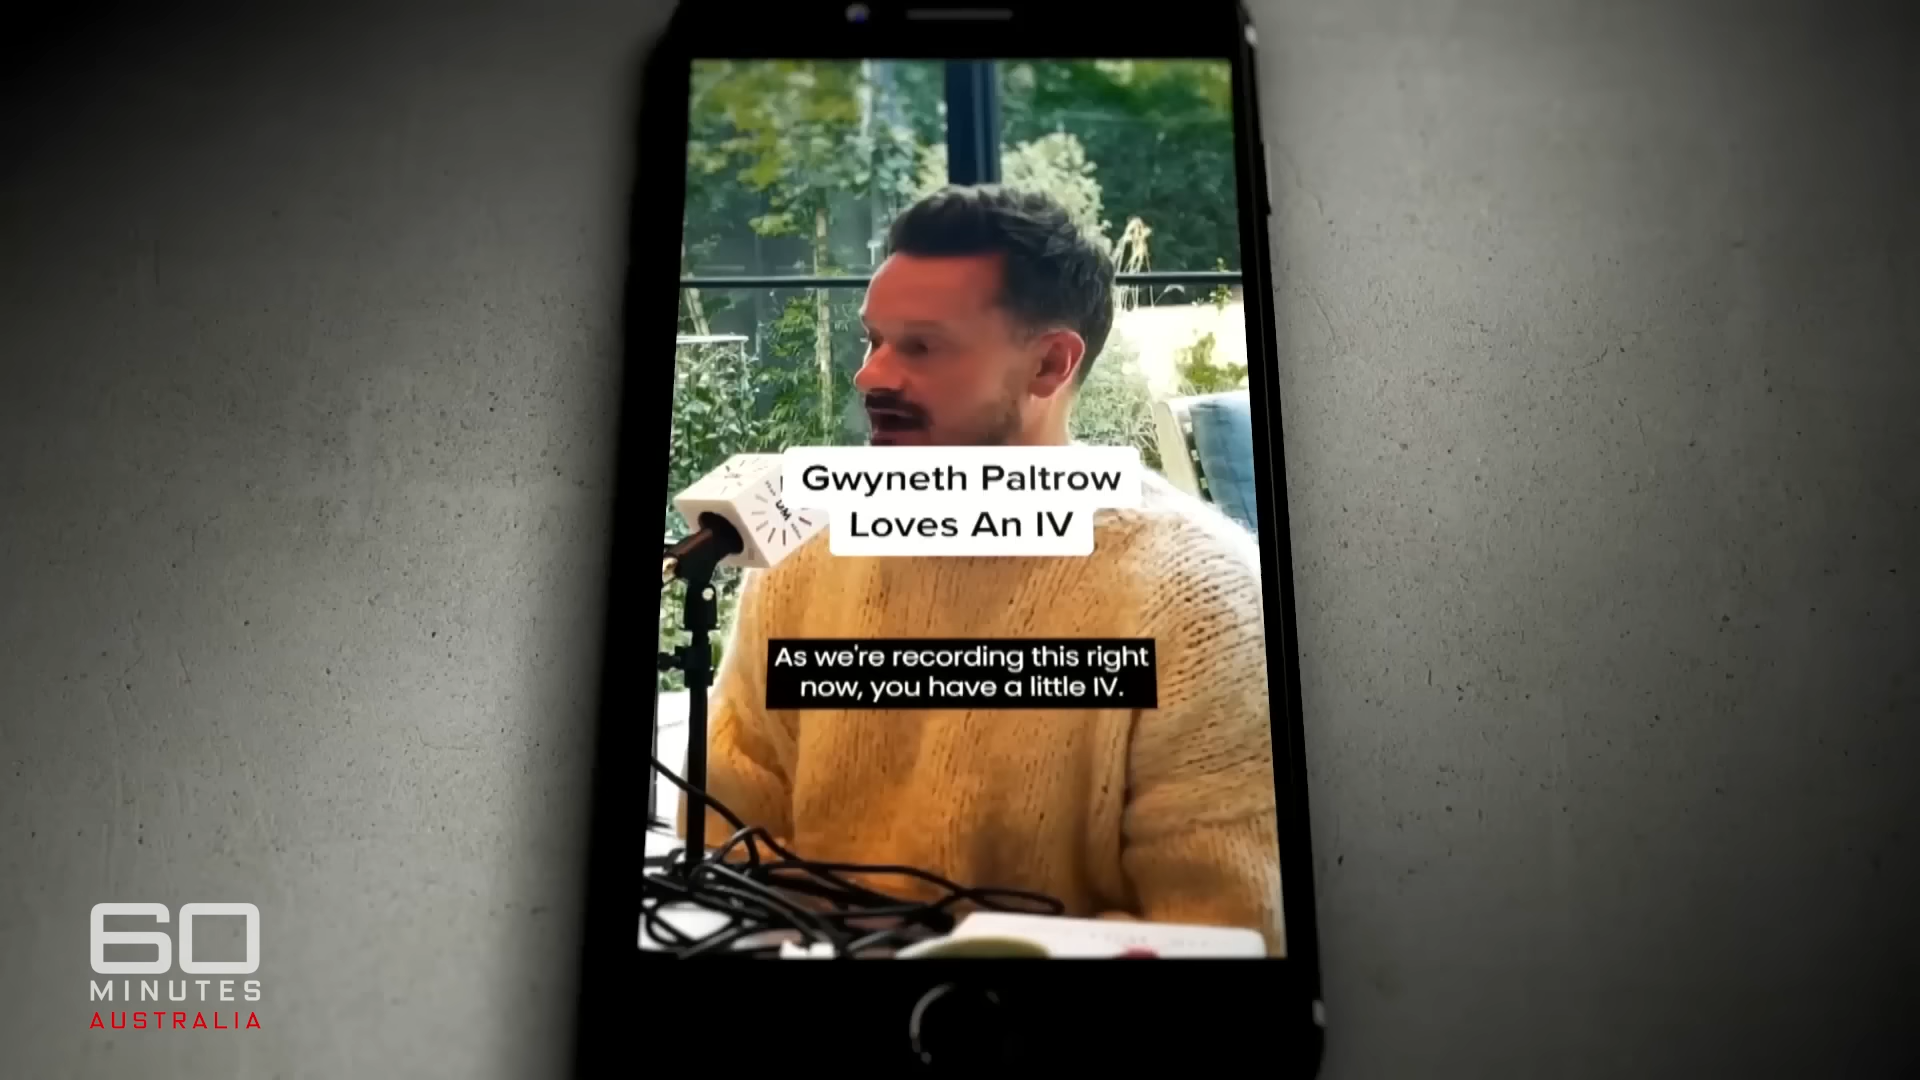 Gwyneth Paltrow
Loves An IV
As we're recording this right
now, you have a little IV.
60
MINUTES
AUSTRALIA